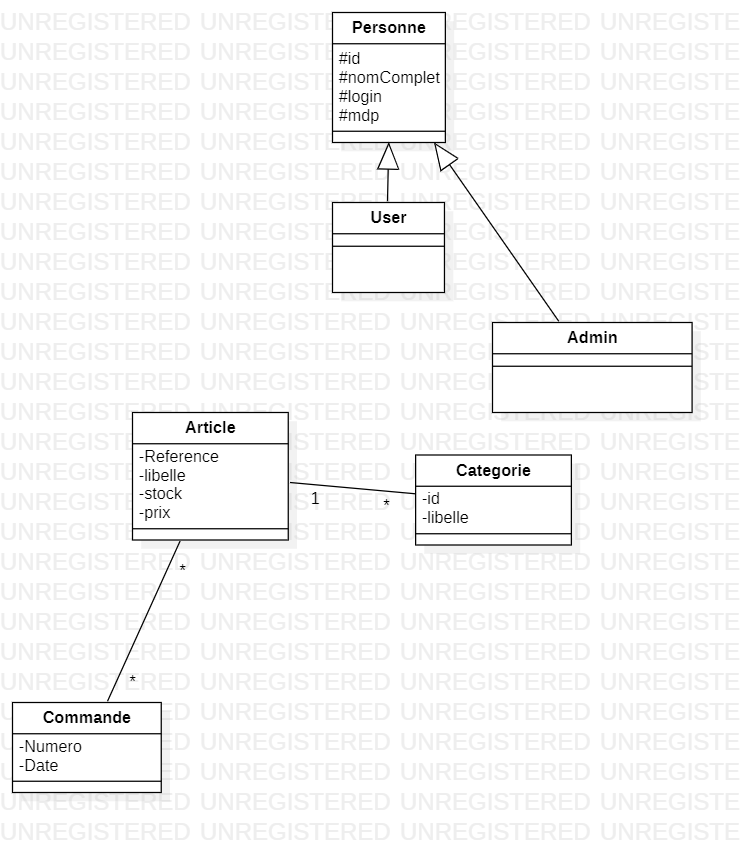 Personne
#id
#nomComplet
#login
#mdp
User
Admin
Article
-Reference
-libelle
-stock
-prix
Categorie
-id
-libelle
1
*
*
*
Commande
-Numero
-Date
UNREGISTERED UNREGISTERED UNREGISTERED UNREGISTE